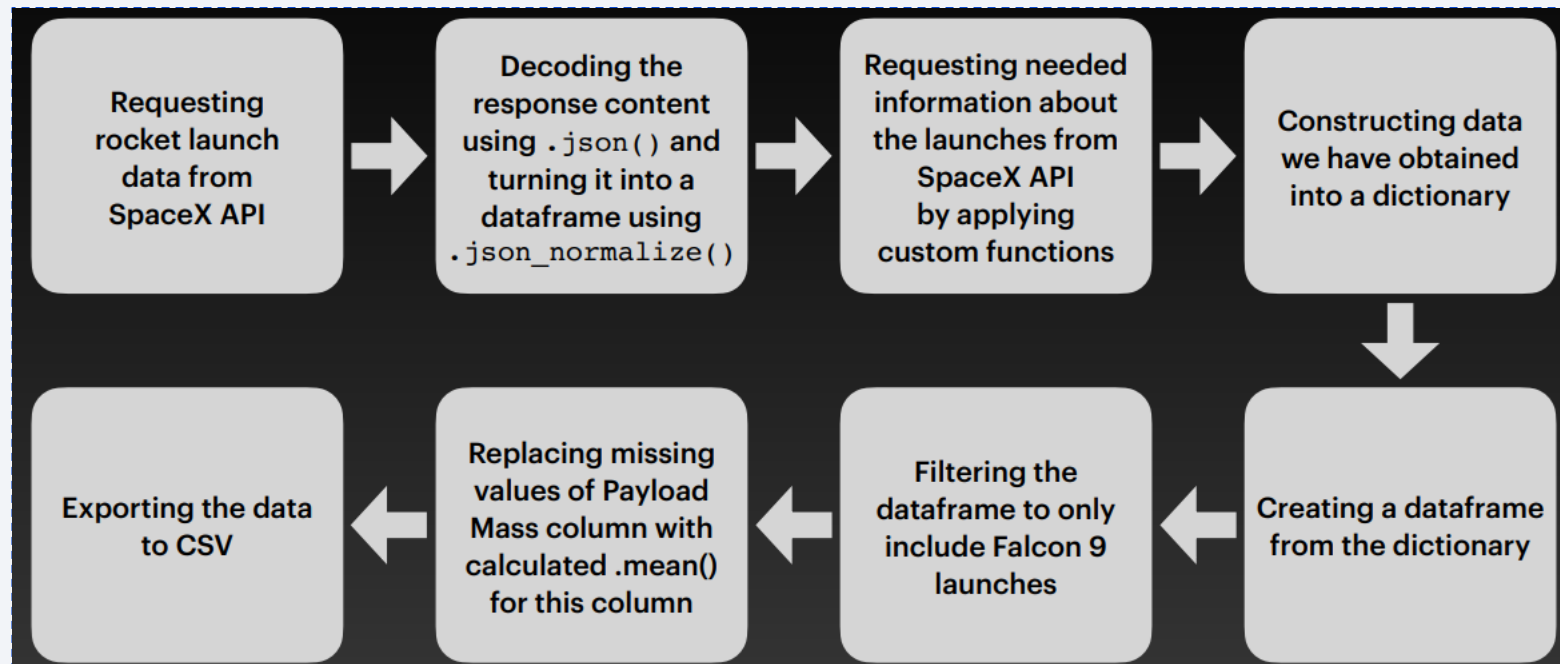 Requesting
rocket launch
data from
SpaceX API
Decoding the
response content
using .json() and
turning it into a
dataframe using
.json_normalize()
Requesting needed
information about
the launches from
SpaceX API
by applying
custom functions
Constructing data
we have obtained
into a dictionary
Creating a dataframe
from the dictionary
Filtering the
dataframe to only
include Falcon 9
launches
Replacing missing
values of Payload
Mass column with
calculated .mean()
for this column
Exporting the data
to CSV